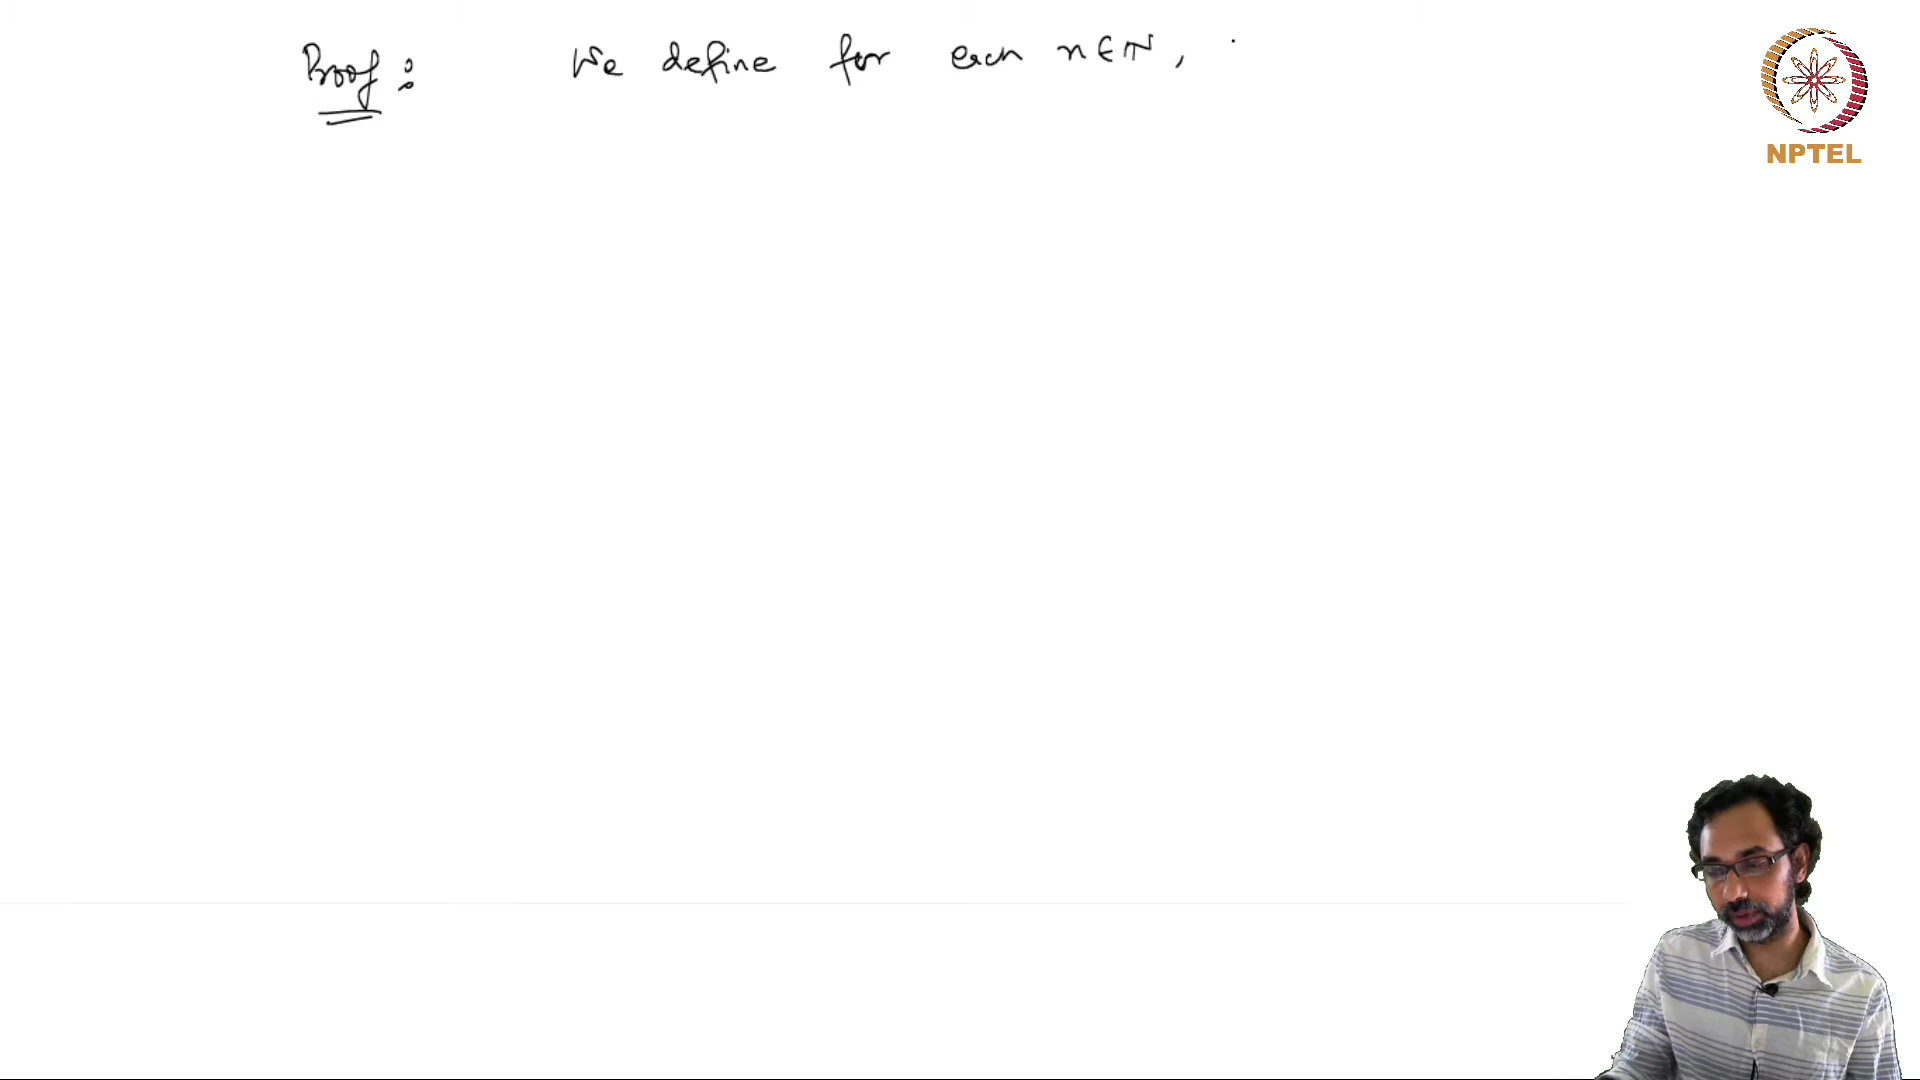 Proof : We define for each n∈ℕ,
NPTEL